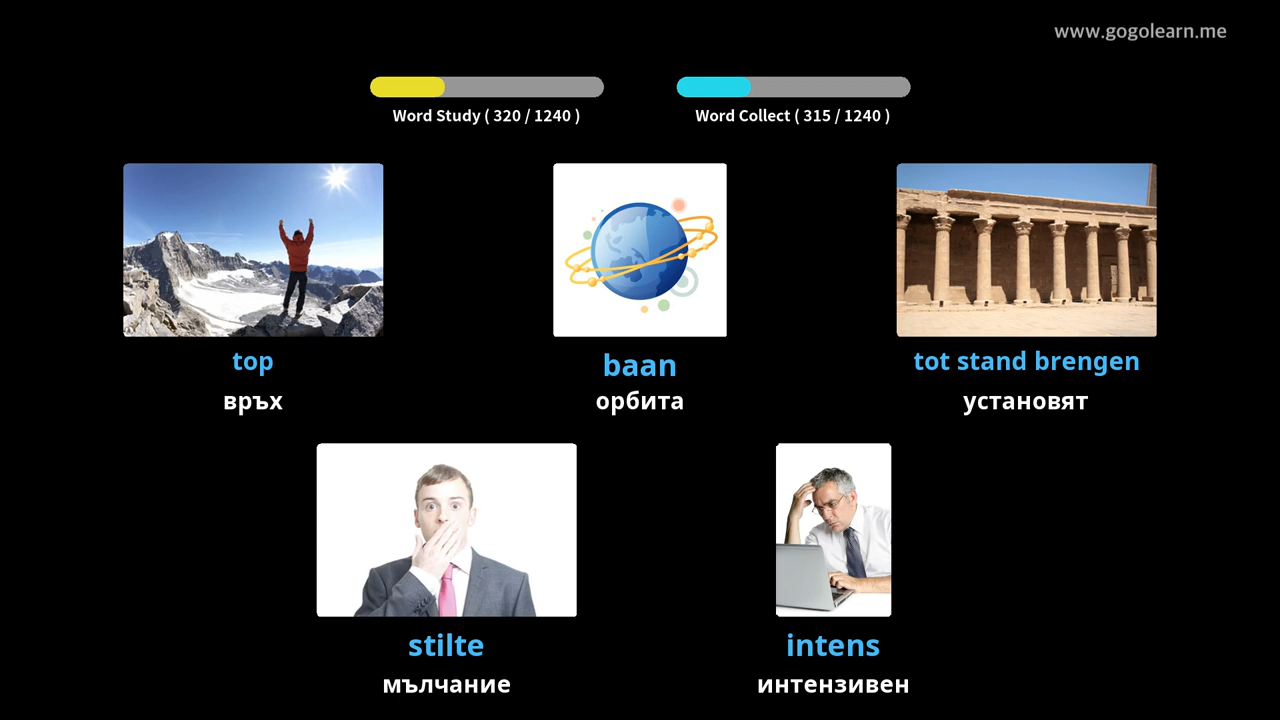 www.gogolearn.me
Word Study ( 320 / 1240 )
Word Collect ( 315 / 1240 )
top
връх
baan
орбита
tot stand brengen
установят
stilte
мълчание
intens
интензивен